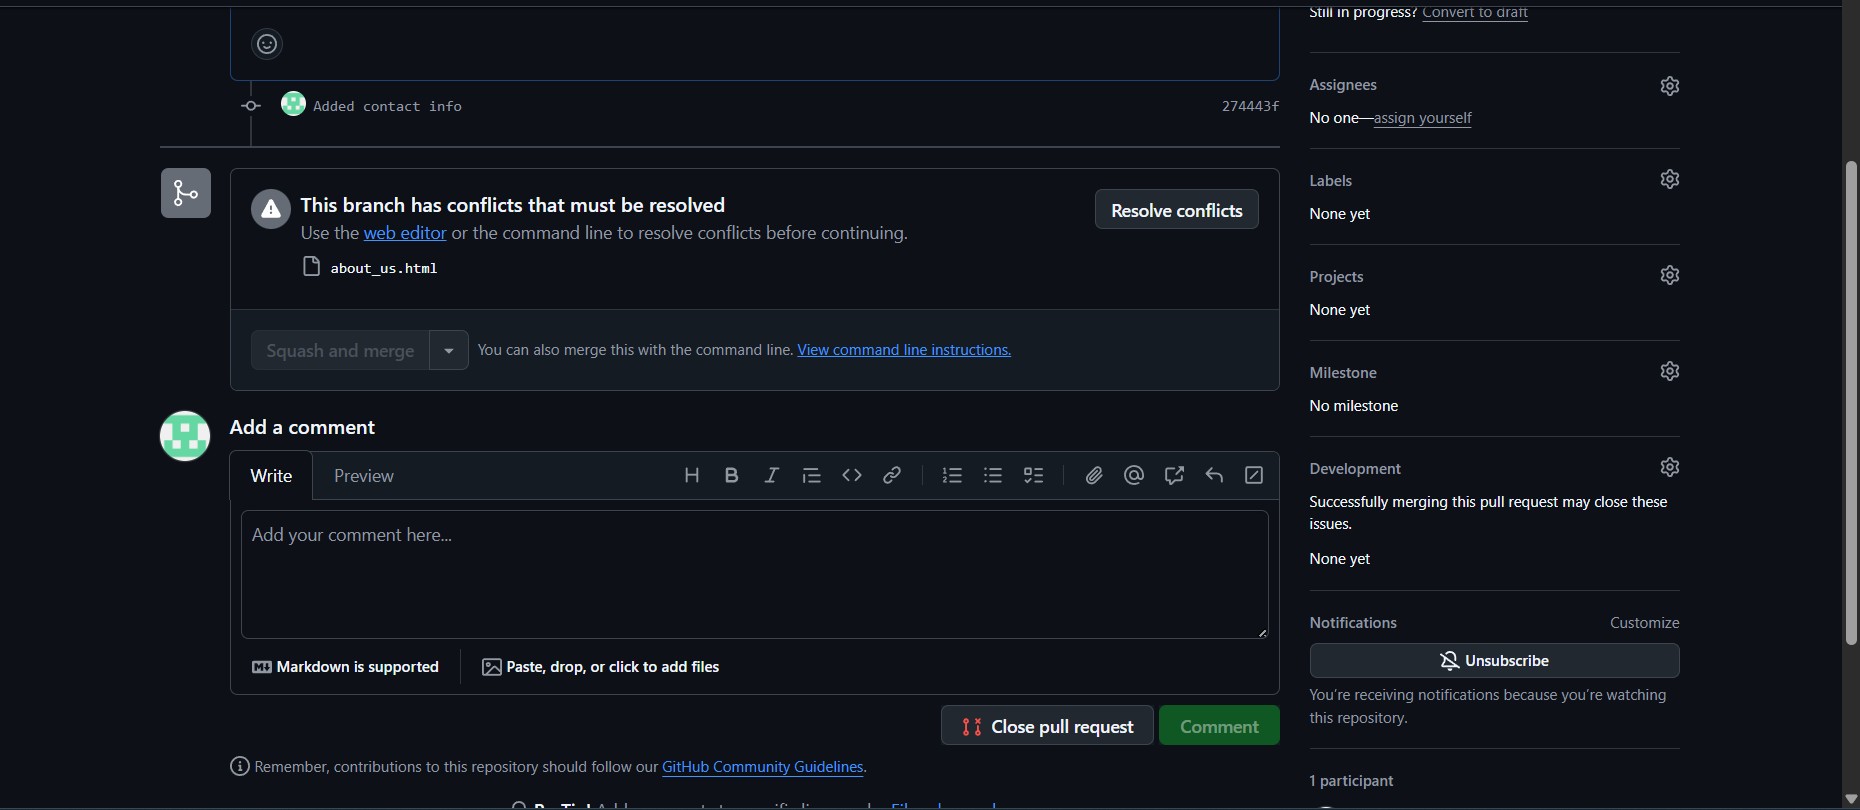 Still in progress? Convert to draft
Added contact info
274443f
This branch has conflicts that must be resolved
Use the web editor or the command line to resolve conflicts before continuing.
about_us.html
Resolve conflicts
Squash and merge
You can also merge this with the command line. View command line instructions.
Add a comment
Write
Preview
Add your comment here...
Markdown is supported
Paste, drop, or click to add files
Close pull request
Comment
Remember, contributions to this repository should follow our GitHub Community Guidelines.
Assignees
No one—assign yourself
Labels
None yet
Projects
None yet
Milestone
No milestone
Development
Successfully merging this pull request may close these
issues.
None yet
Notifications
Customize
Unsubscribe
You're receiving notifications because you're watching
this repository.
1 participant